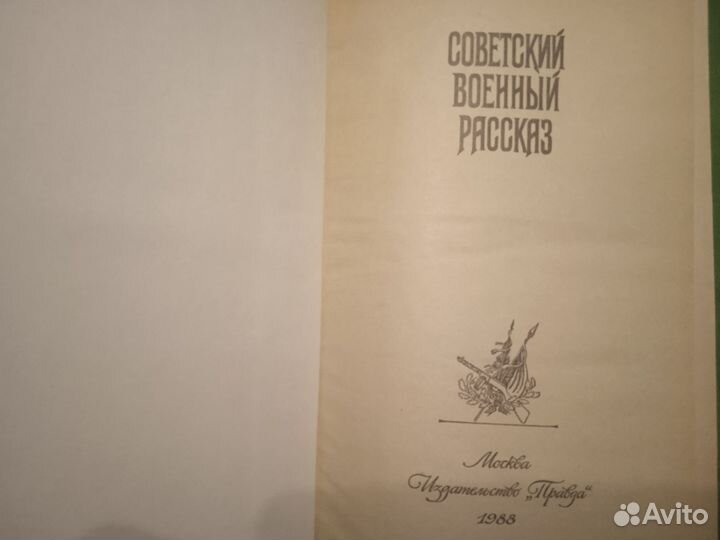 СОВЕТСКИЙ
ВОЕННЫЙ
РАССКАЗ
Москва
Издательство „Правда“
1988
Avito